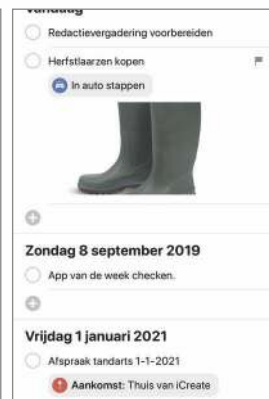 Vandaag
Redactievergadering voorbereiden
Herfstlaarzen kopen
In auto stappen
Zondag 8 september 2019
App van de week checken.
Vrijdag 1 januari 2021
Afspraak tandarts 1-1-2021
Aankomst: Thuis van iCreate